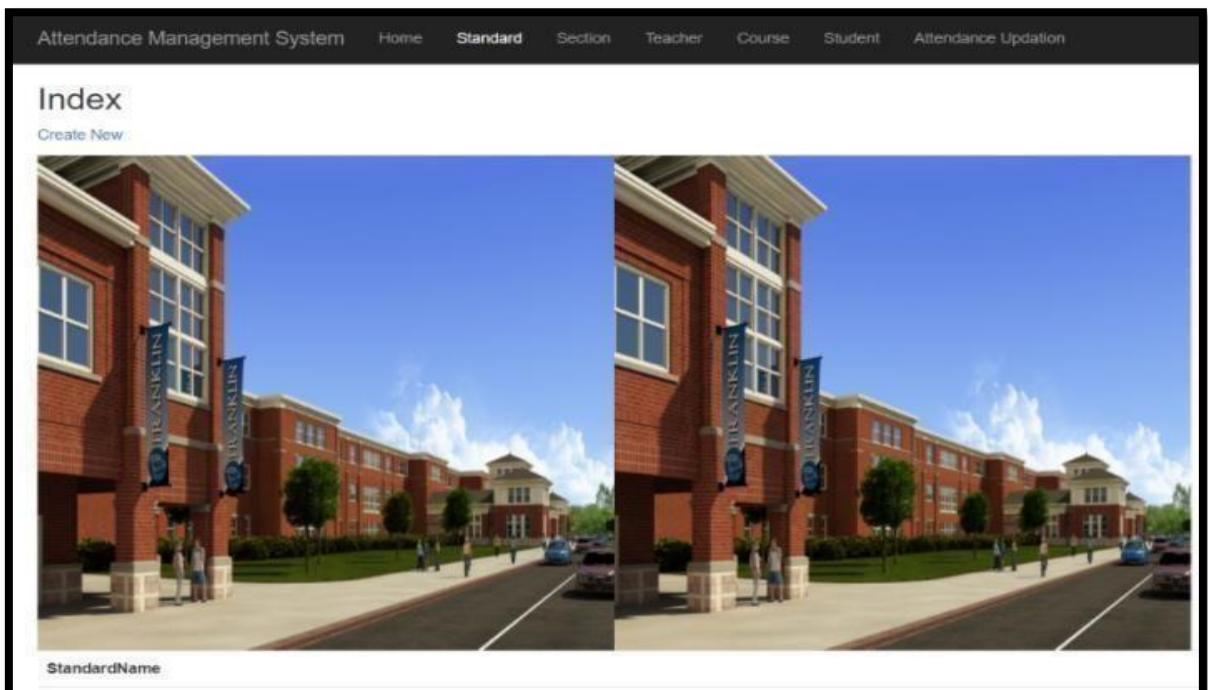 Attendance Management System Home Standard Section Teacher Course Student Attendance Updation
Index
Create New
FRANKLIN
FRANKLIN
FRANKLIN
FRANKLIN
StandardName